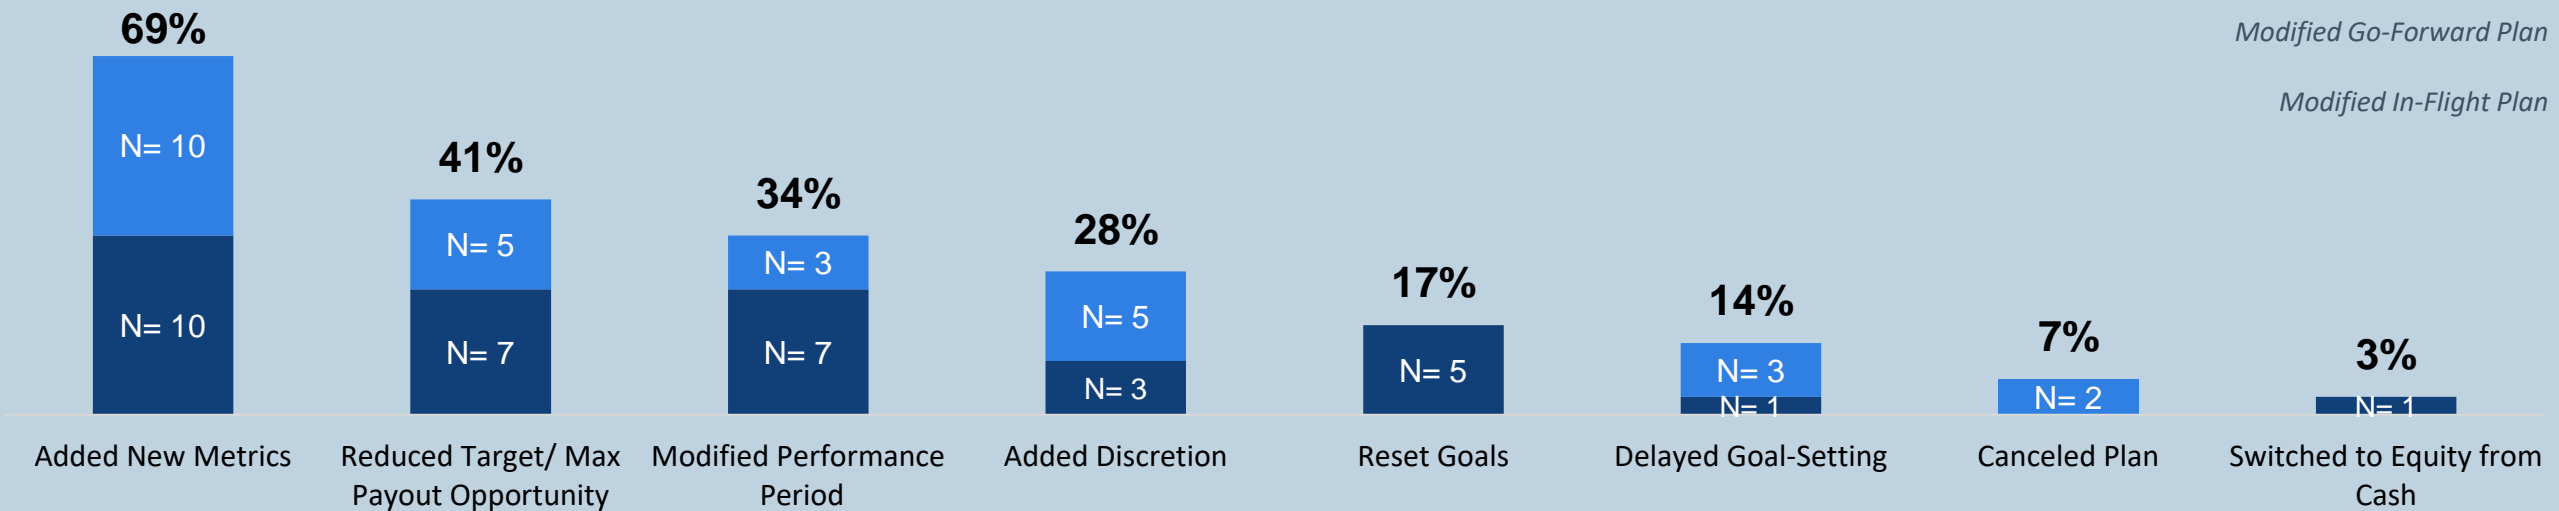 69%
Modified Go-Forward Plan
Modified In-Flight Plan
N= 10
N= 10
41%
N= 5
N= 7
34%
N= 3
N= 7
28%
N= 5
N= 3
17%
N= 5
14%
N= 3
N= 1
7%
N= 2
3%
N= 1
Added New Metrics
Reduced Target/ Max
Payout Opportunity
Modified Performance
Period
Added Discretion
Reset Goals
Delayed Goal-Setting
Canceled Plan
Switched to Equity from
Cash